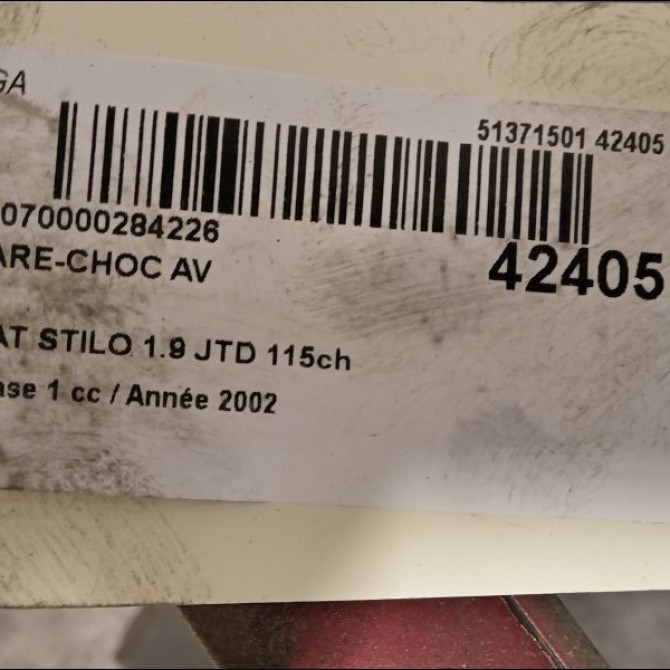 GA
51371501 42405
070000284226
ARE-CHOC AV
42405
AT STILO 1.9 JTD 115ch
ase 1 cc / Année 2002